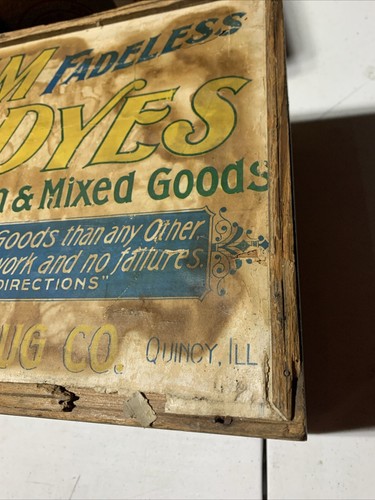 M FADELESS
DYES
n & Mixed Goods
Goods than any Other.
work and no failures.
DIRECTIONS"
UG CO. QUINCY, ILL